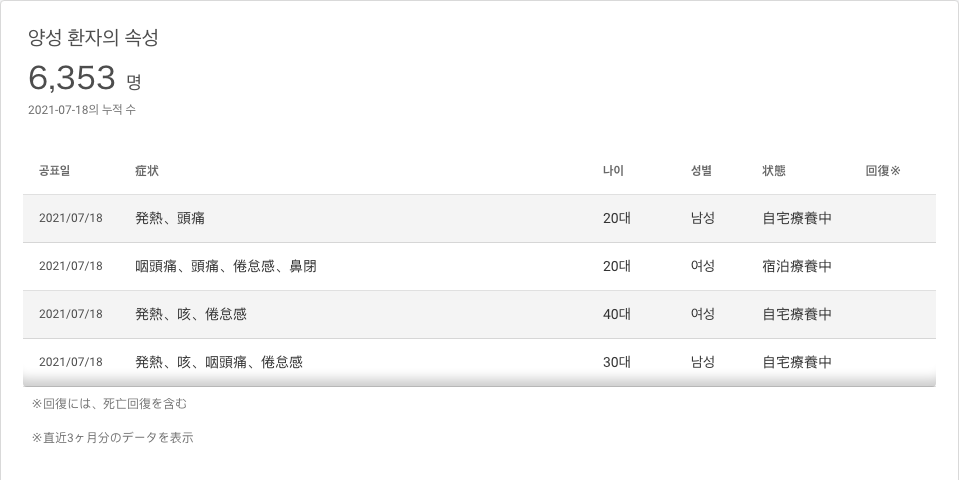 양성 환자의 속성
6,353 명
2021-07-18의 누적 수
공표일 症状 나이 성별 状態 回復※
2021/07/18 発熱、頭痛 20대 남성 自宅療養中
2021/07/18 咽頭痛、頭痛、倦怠感、鼻閉 20대 여성 宿泊療養中
2021/07/18 発熱、咳、倦怠感 40대 여성 自宅療養中
2021/07/18 発熱、咳、咽頭痛、倦怠感 30대 남성 自宅療養中
※回復には、死亡回復を含む
※直近3ヶ月分のデータを表示